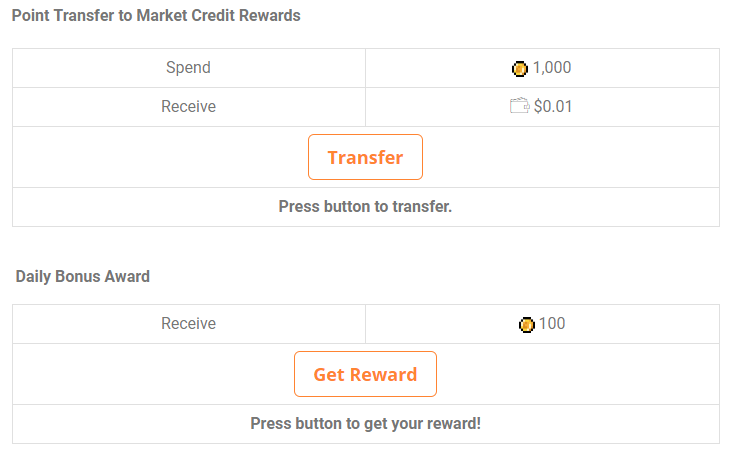 Point Transfer to Market Credit Rewards
Spend 1,000
Receive $0.01
Transfer
Press button to transfer.
Daily Bonus Award
Receive 100
Get Reward
Press button to get your reward!